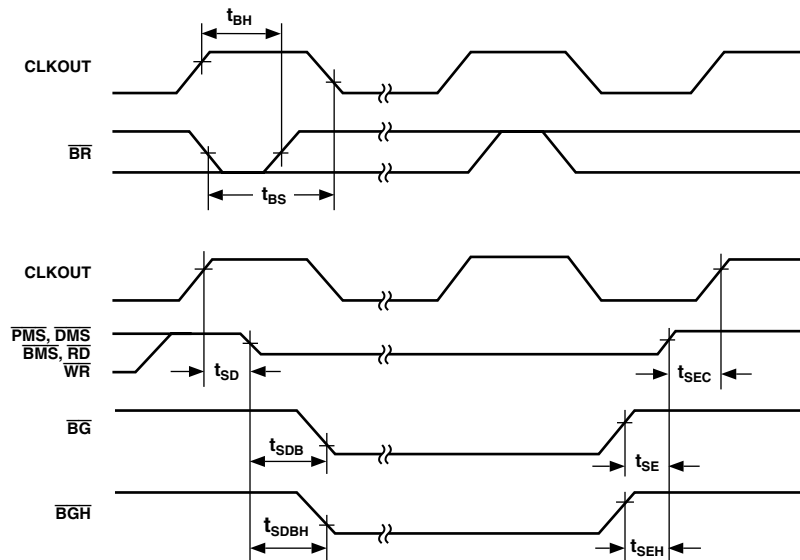 tBH
CLKOUT
BR
tBS
CLKOUT
PMS, DMS
BMS, RD
WR
tSD
tSEC
BG
tSDB
tSE
BGH
tSDBH
tSEH